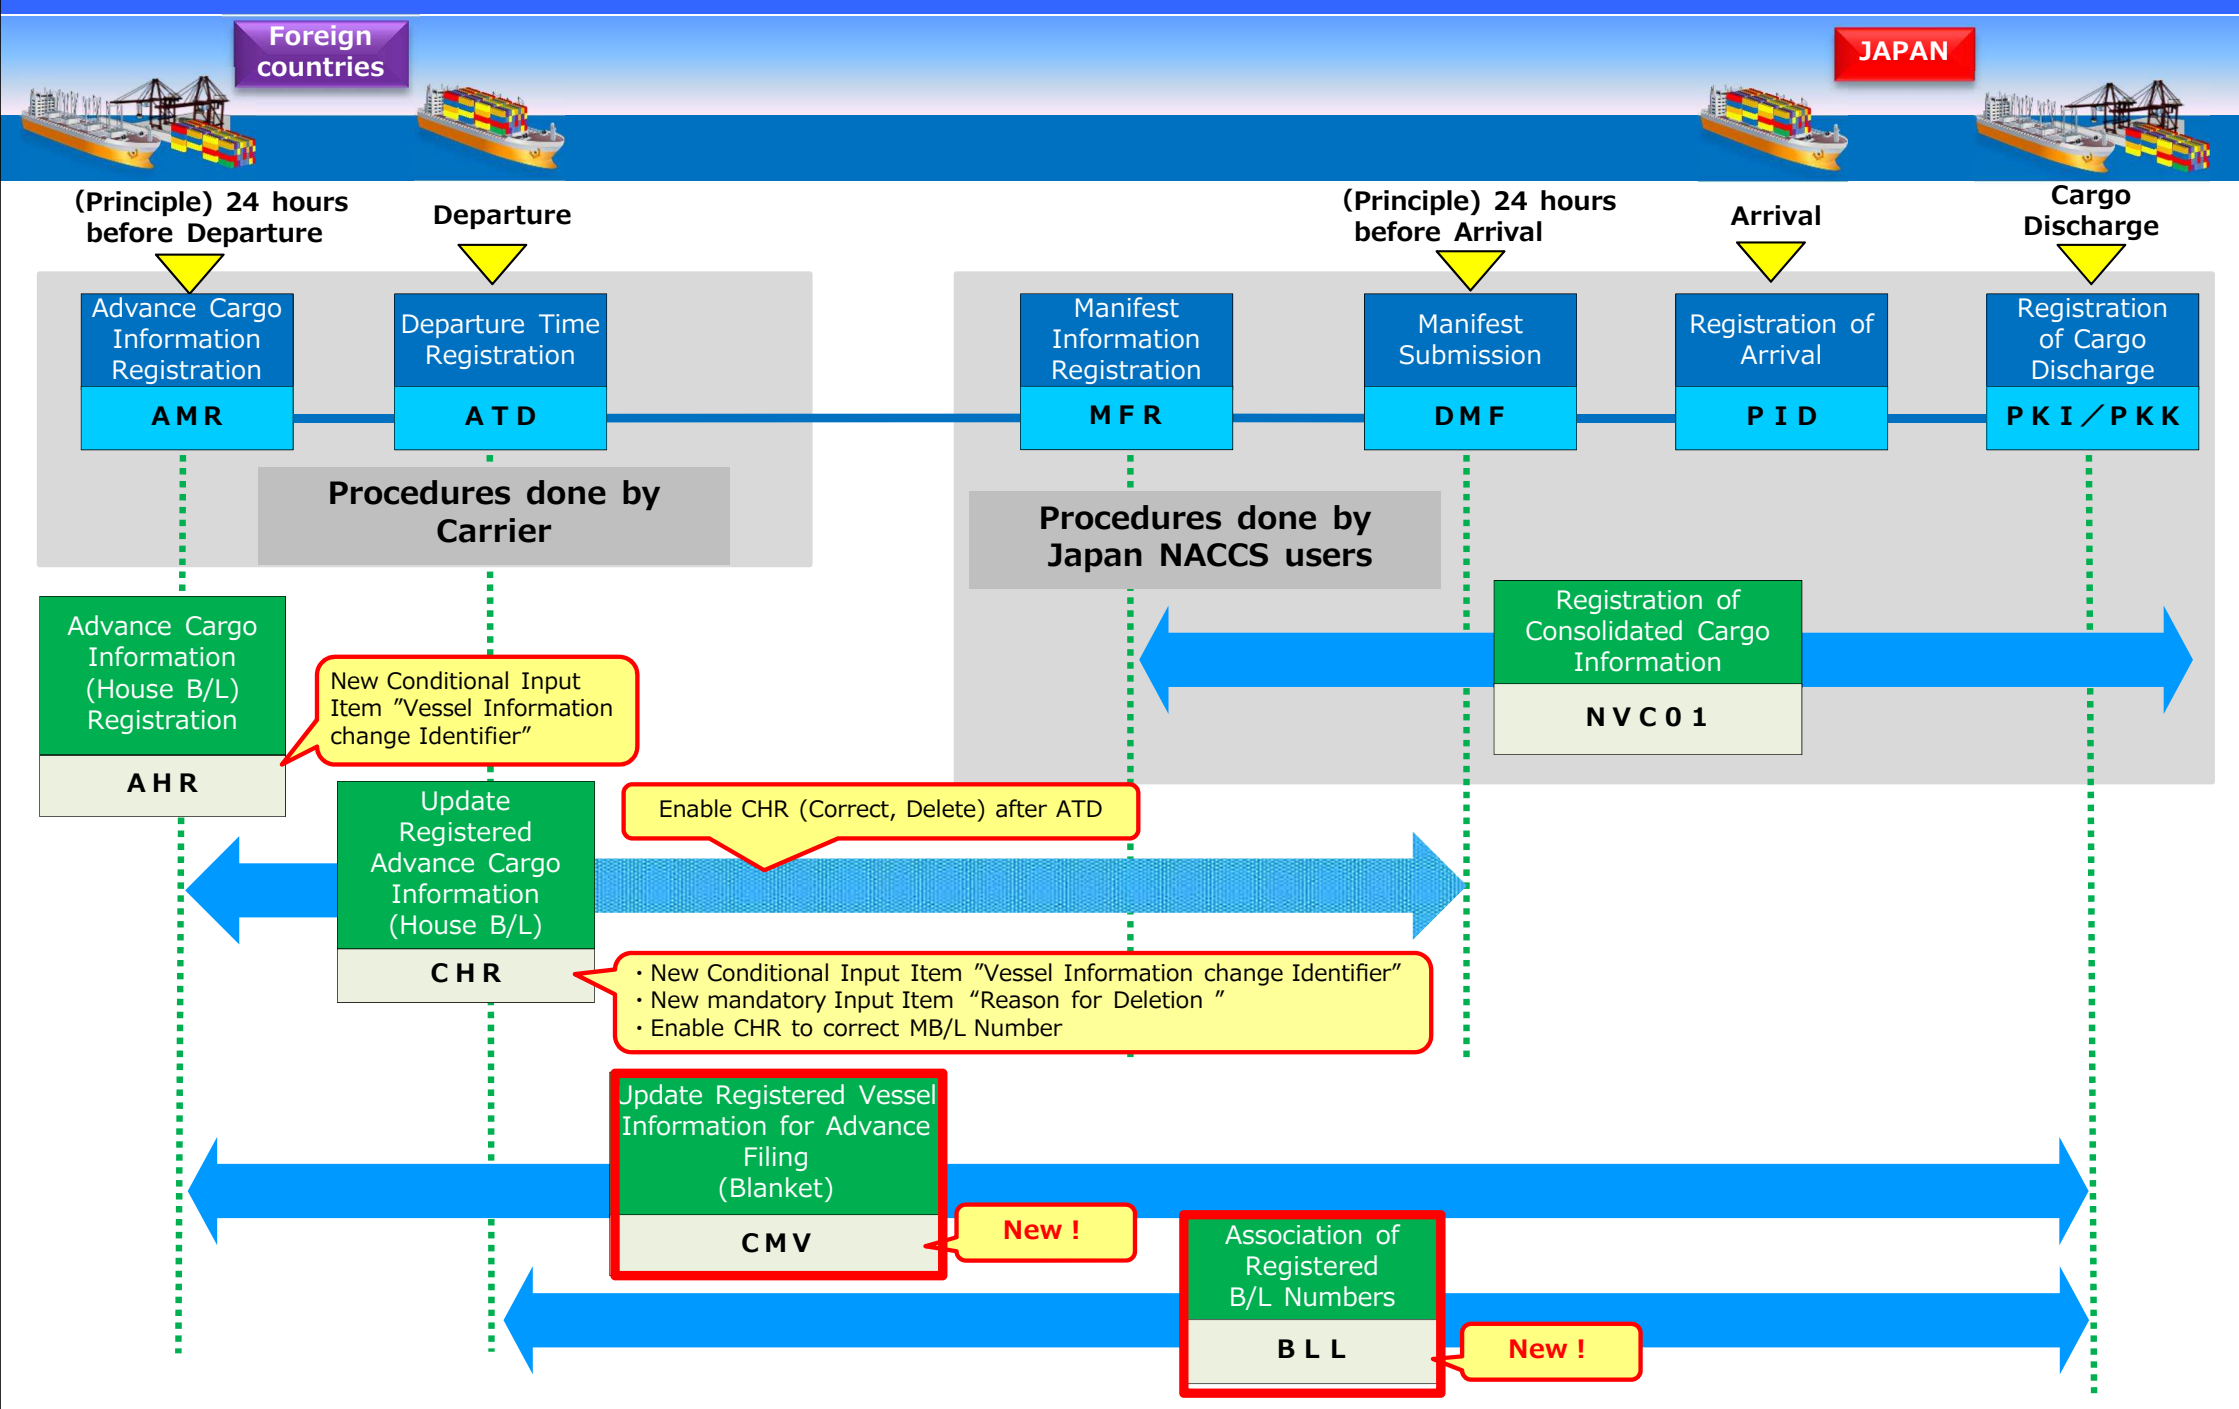 Foreign
countries
JAPAN
(Principle) 24 hours
before Departure
Departure
(Principle) 24 hours
before Arrival
Arrival
Cargo
Discharge
Advance Cargo
Information
Registration
AMR
Departure Time
Registration
ATD
Manifest
Information
Registration
MFR
Manifest
Submission
DMF
Registration of
Arrival
PID
Registration
of Cargo
Discharge
PKI／PKK
Procedures done by
Carrier
Procedures done by
Japan NACCS users
Registration of
Consolidated Cargo
Information
NVC01
Advance Cargo
Information
(House B/L)
Registration
AHR
New Conditional Input
Item ”Vessel Information
change Identifier”
Update
Registered
Advance Cargo
Information
(House B/L)
CHR
Enable CHR (Correct, Delete) after ATD
・New Conditional Input Item ”Vessel Information change Identifier”
・New mandatory Input Item “Reason for Deletion ”
・Enable CHR to correct MB/L Number
Update Registered Vessel
Information for Advance
Filing
(Blanket)
CMV
New !
Association of
Registered
B/L Numbers
BLL
New !